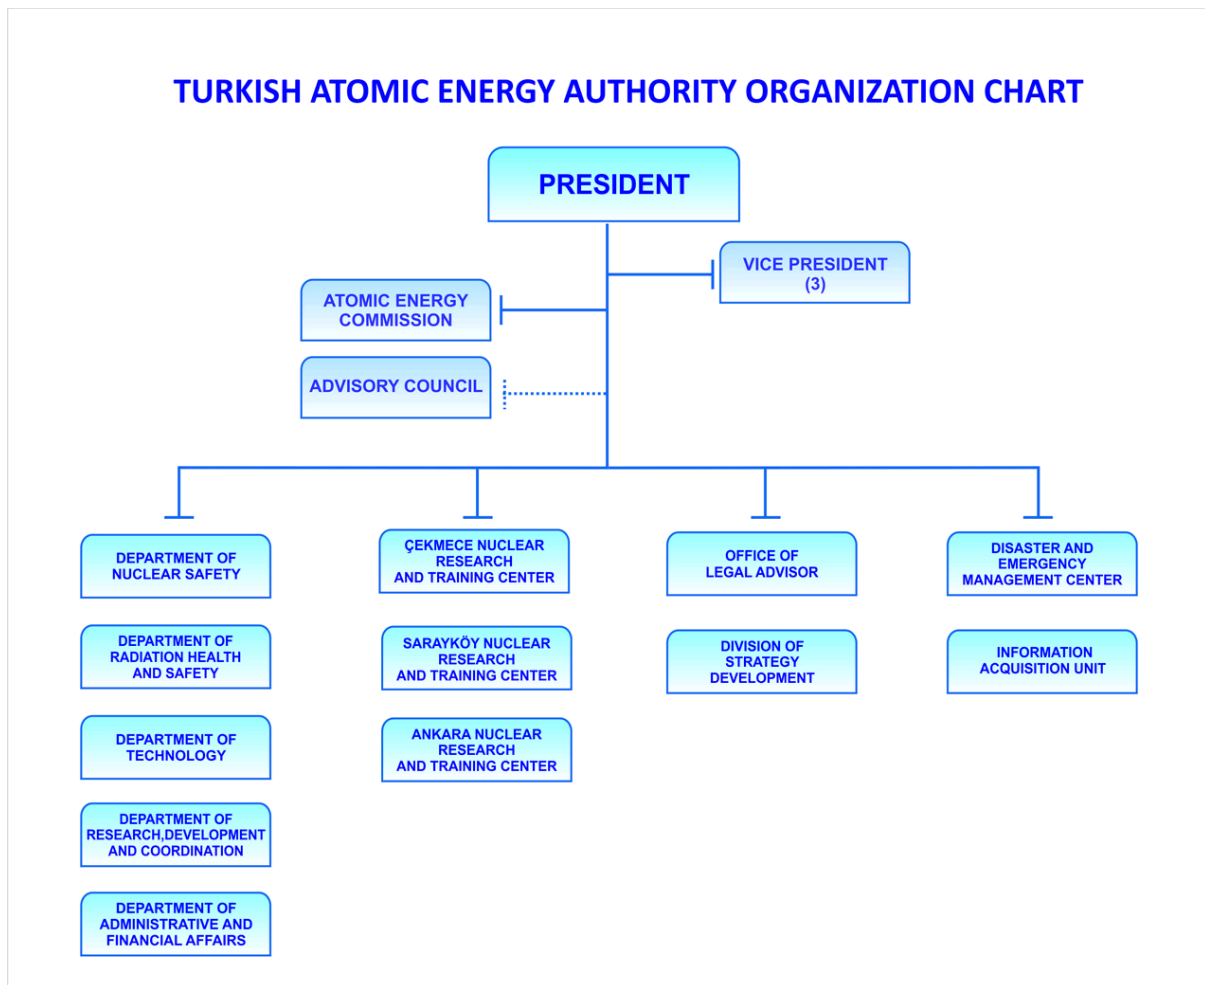 TURKISH ATOMIC ENERGY AUTHORITY ORGANIZATION CHART
PRESIDENT
VICE PRESIDENT
(3)
ATOMIC ENERGY
COMMISSION
ADVISORY COUNCIL
DEPARTMENT OF
NUCLEAR SAFETY
DEPARTMENT OF
RADIATION HEALTH
AND SAFETY
DEPARTMENT OF
TECHNOLOGY
DEPARTMENT OF
RESEARCH,DEVELOPMENT
AND COORDINATION
DEPARTMENT OF
ADMINISTRATIVE AND
FINANCIAL AFFAIRS
ÇEKMECE NUCLEAR
RESEARCH
AND TRAINING CENTER
SARAYKÖY NUCLEAR
RESEARCH
AND TRAINING CENTER
ANKARA NUCLEAR
RESEARCH
AND TRAINING CENTER
OFFICE OF
LEGAL ADVISOR
DIVISION OF
STRATEGY
DEVELOPMENT
DISASTER AND
EMERGENCY
MANAGEMENT CENTER
INFORMATION
ACQUISITION UNIT